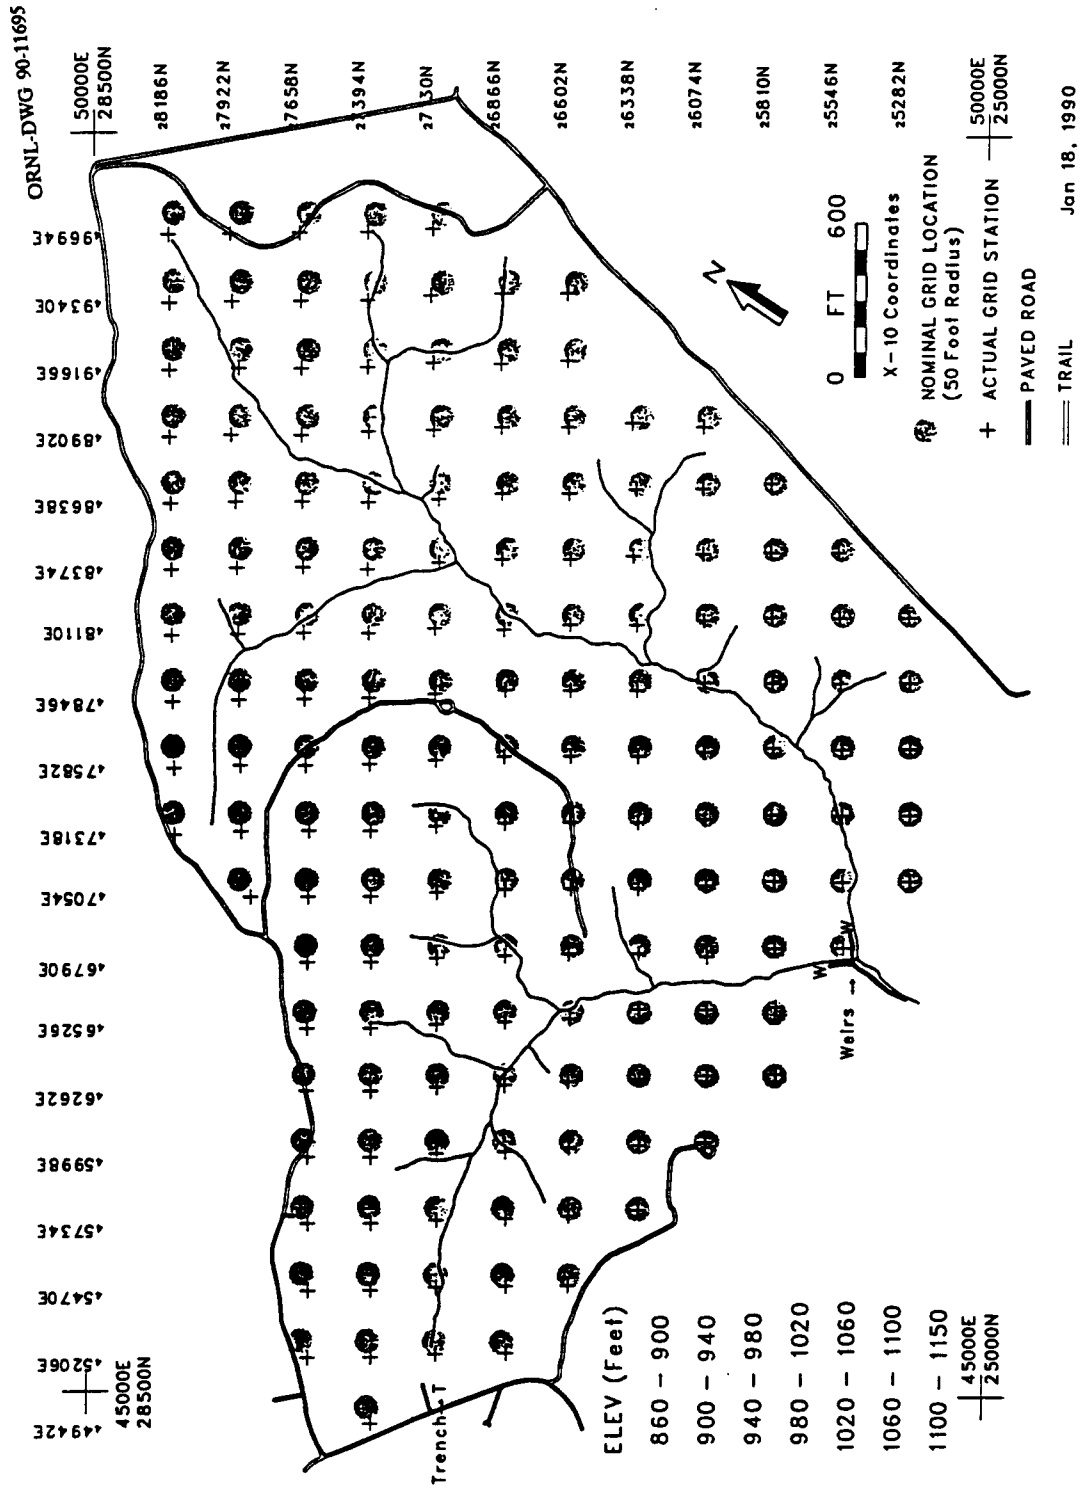 ORNL-DWG 90-11695
50000E
28500N
28186N
27922N
27658N
27130N
26866N
26602N
26338N
26074N
25810N
25546N
25282N
50000E
25000N
49694E
49340E
49166E
48902E
48638E
48374E
48110E
47846E
47582E
47318E
47054E
46790E
46526E
46262E
45998E
45734E
45470E
45206E
44942E
45000E
28500N
N
0 FT 600
X-10 Coordinates
NOMINAL GRID LOCATION
(50 Foot Radius)
ACTUAL GRID STATION
PAVED ROAD
TRAIL
Jan 18, 1990
W
W
Weirs →
Trench-T
ELEV (Feet)
860 - 900
900 - 940
940 - 980
980 - 1020
1020 - 1060
1060 - 1100
1100 - 1150
45000E
25000N